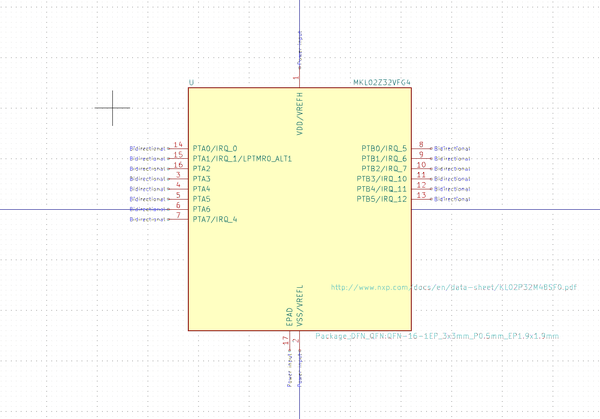 Power input
1
U
MKL02Z32VFG4
VDD/VREFH
Bidirectional 14 PTA0/IRQ_0
PTB0/IRQ_5 8 Bidirectional
Bidirectional 15 PTA1/IRQ_1/LPTMR0_ALT1
PTB1/IRQ_6 9 Bidirectional
Bidirectional 16 PTA2
PTB2/IRQ_7 10 Bidirectional
Bidirectional 3 PTA3
PTB3/IRQ_10 11 Bidirectional
Bidirectional 4 PTA4
PTB4/IRQ_11 12 Bidirectional
Bidirectional 5 PTA5
PTB5/IRQ_12 13 Bidirectional
Bidirectional 6 PTA6
Bidirectional 7 PTA7/IRQ_4
http://www.nxp.com/docs/en/data-sheet/KL02P32M48SF0.pdf
EPAD
VSS/VREFL
Package_QFN_QFN:QFN-16-1EP_3x3mm_P0.5mm_EP1.9x1.9mm
17
2
Power input
Power input